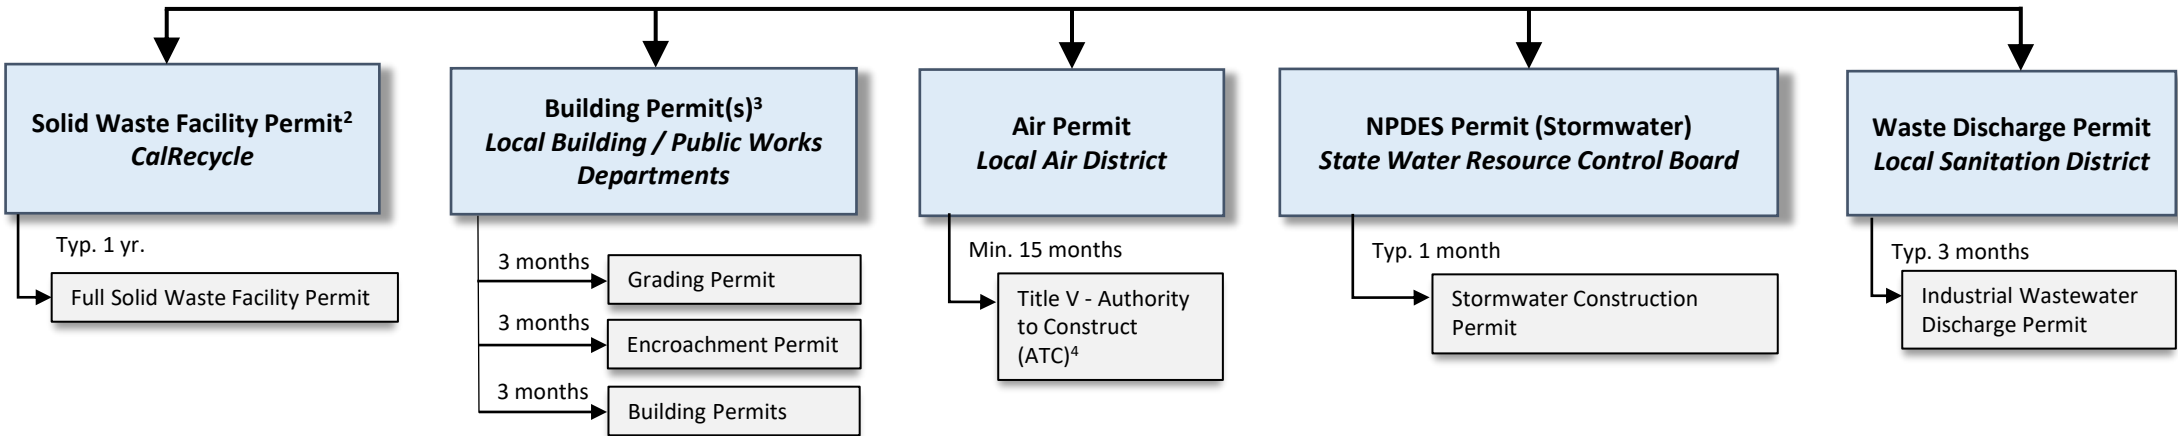 Solid Waste Facility Permit²
CalRecycle
Typ. 1 yr.
Full Solid Waste Facility Permit
Building Permit(s)³
Local Building / Public Works
Departments
3 months
Grading Permit
3 months
Encroachment Permit
3 months
Building Permits
Air Permit
Local Air District
Min. 15 months
Title V - Authority
to Construct
(ATC)⁴
NPDES Permit (Stormwater)
State Water Resource Control Board
Typ. 1 month
Stormwater Construction
Permit
Waste Discharge Permit
Local Sanitation District
Typ. 3 months
Industrial Wastewater
Discharge Permit